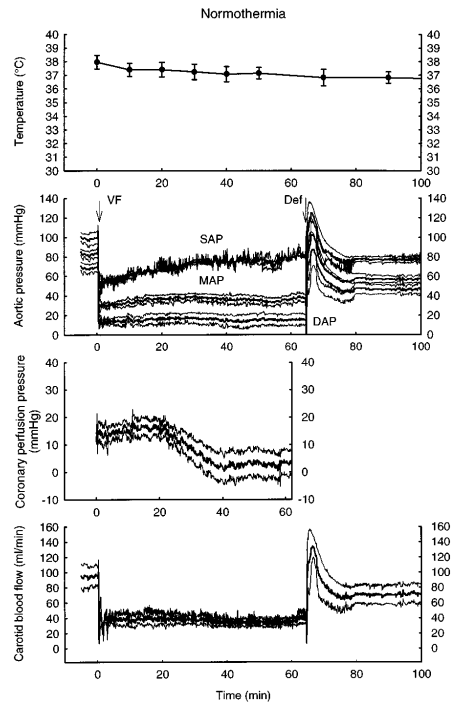 Normothermia
Temperature (°C)
40 40
39 39
38 38
37 37
36 36
35 35
34 34
33 33
32 32
31 31
30 30
0 20 40 60 80 100
Aortic pressure (mmHg)
VF Def
140 140
120 120
100 100
80 80
60 60
40 40
20 20
0 0
SAP
MAP
DAP
0 20 40 60 80 100
Coronary perfusion pressure
(mmHg)
40 40
30 30
20 20
10 10
0 0
-10 -10
0 20 40 60
Carotid blood flow (ml/min)
160 160
140 140
120 120
100 100
80 80
60 60
40 40
20 20
0 0
0 20 40 60 80 100
Time (min)